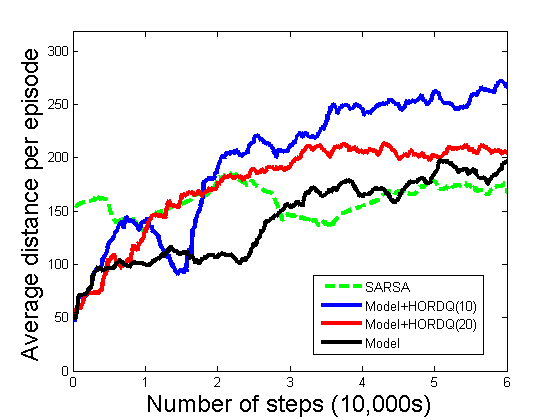 Average distance per episode
300
250
200
150
100
50
0
0 1 2 3 4 5 6
Number of steps (10,000s)
SARSA
Model+HORDQ(10)
Model+HORDQ(20)
Model